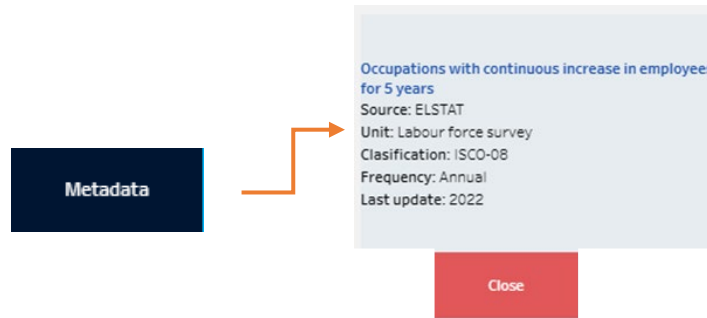 Metadata
Occupations with continuous increase in employees
for 5 years
Source: ELSTAT
Unit: Labour force survey
Clasification: ISCO-08
Frequency: Annual
Last update: 2022
Close